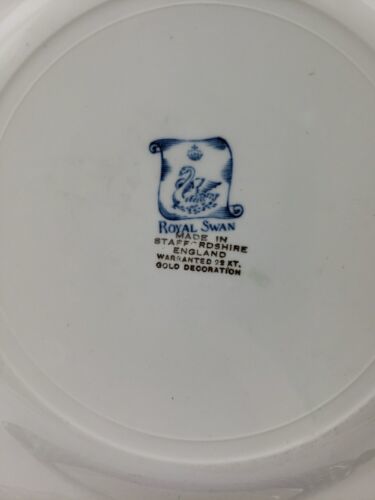 ROYAL SWAN
MADE IN
STAFFORDSHIRE
ENGLAND
WARRANTED 22 KT.
GOLD DECORATION